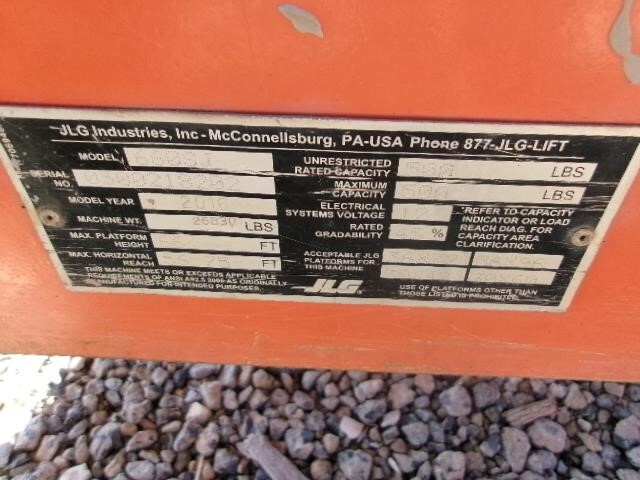 JLG Industries, Inc - McConnellsburg, PA-USA Phone 877-JLG-LIFT
MODEL
SERIAL NO.
MODEL YEAR 2016
MACHINE WT. 26830 LBS
MAX. PLATFORM HEIGHT FT
MAX. HORIZONTAL REACH FT
THIS MACHINE MEETS OR EXCEEDS APPLICABLE
REQUIREMENTS OF ANSI A92.5 2006 AS ORIGINALLY
MANUFACTURED FOR INTENDED PURPOSES.
UNRESTRICTED RATED CAPACITY 500 LBS
MAXIMUM CAPACITY 500 LBS
ELECTRICAL SYSTEMS VOLTAGE
RATED GRADABILITY 45 %
*REFER TO CAPACITY
INDICATOR OR LOAD
REACH DIAG. FOR
CAPACITY AREA
CLARIFICATION.
ACCEPTABLE JLG
PLATFORMS FOR
THIS MACHINE
JLG
USE OF PLATFORMS OTHER THAN
THOSE LISTED IS PROHIBITED.